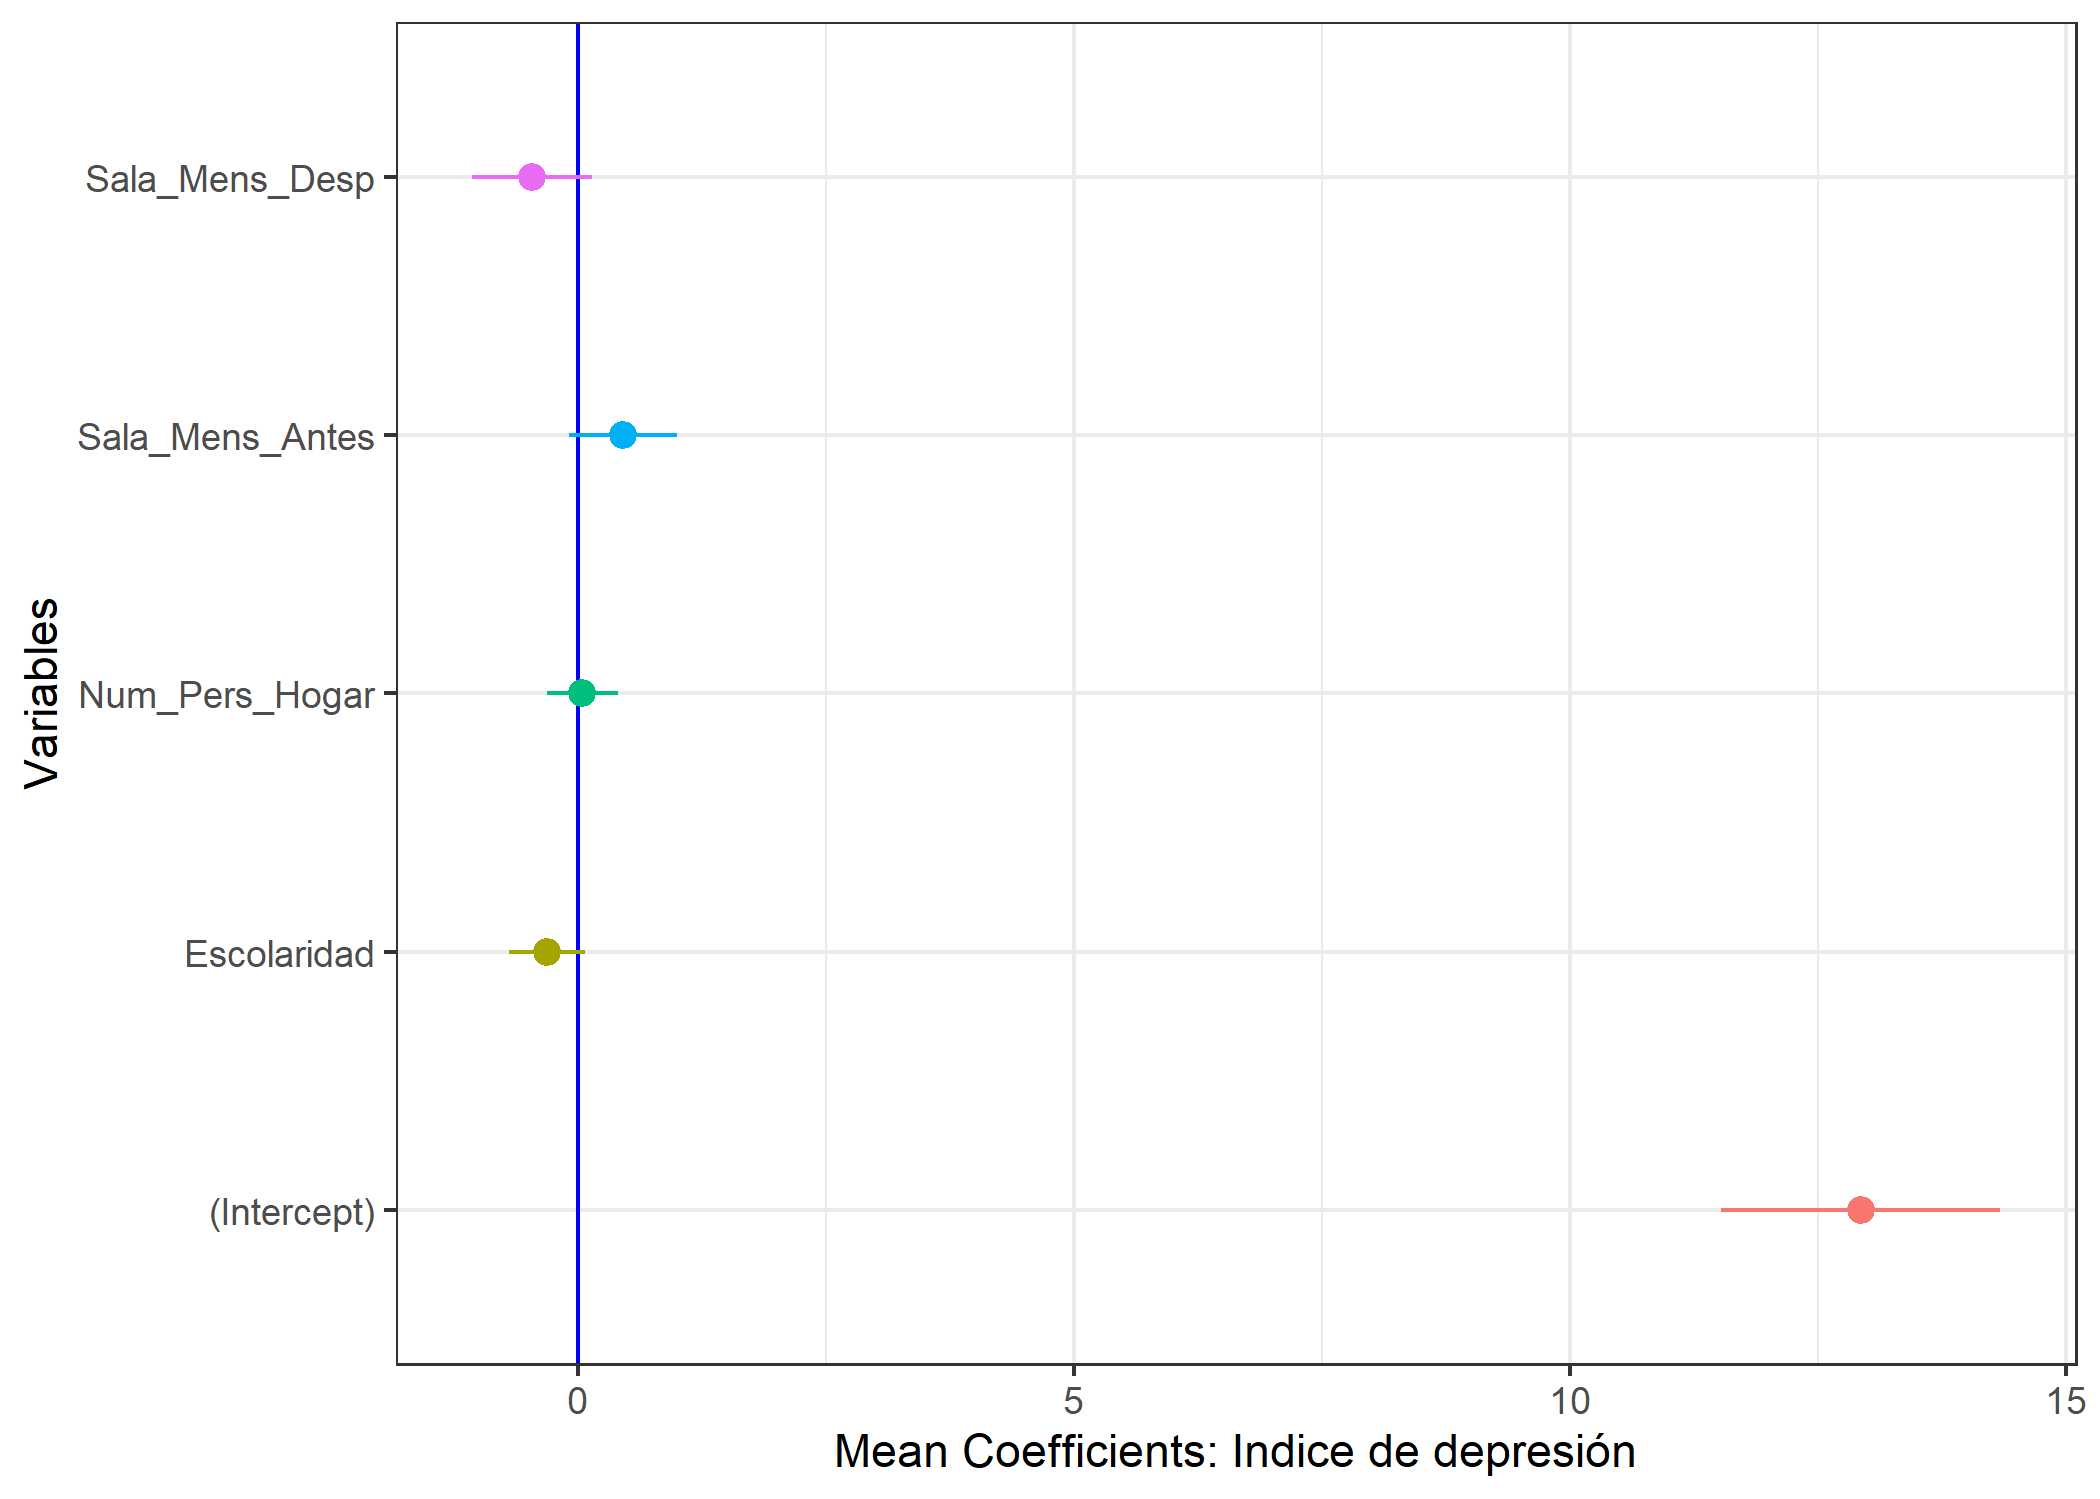 Variables
Sala_Mens_Desp
Sala_Mens_Antes
Num_Pers_Hogar
Escolaridad
(Intercept)
0 5 10 15
Mean Coefficients: Indice de depresión